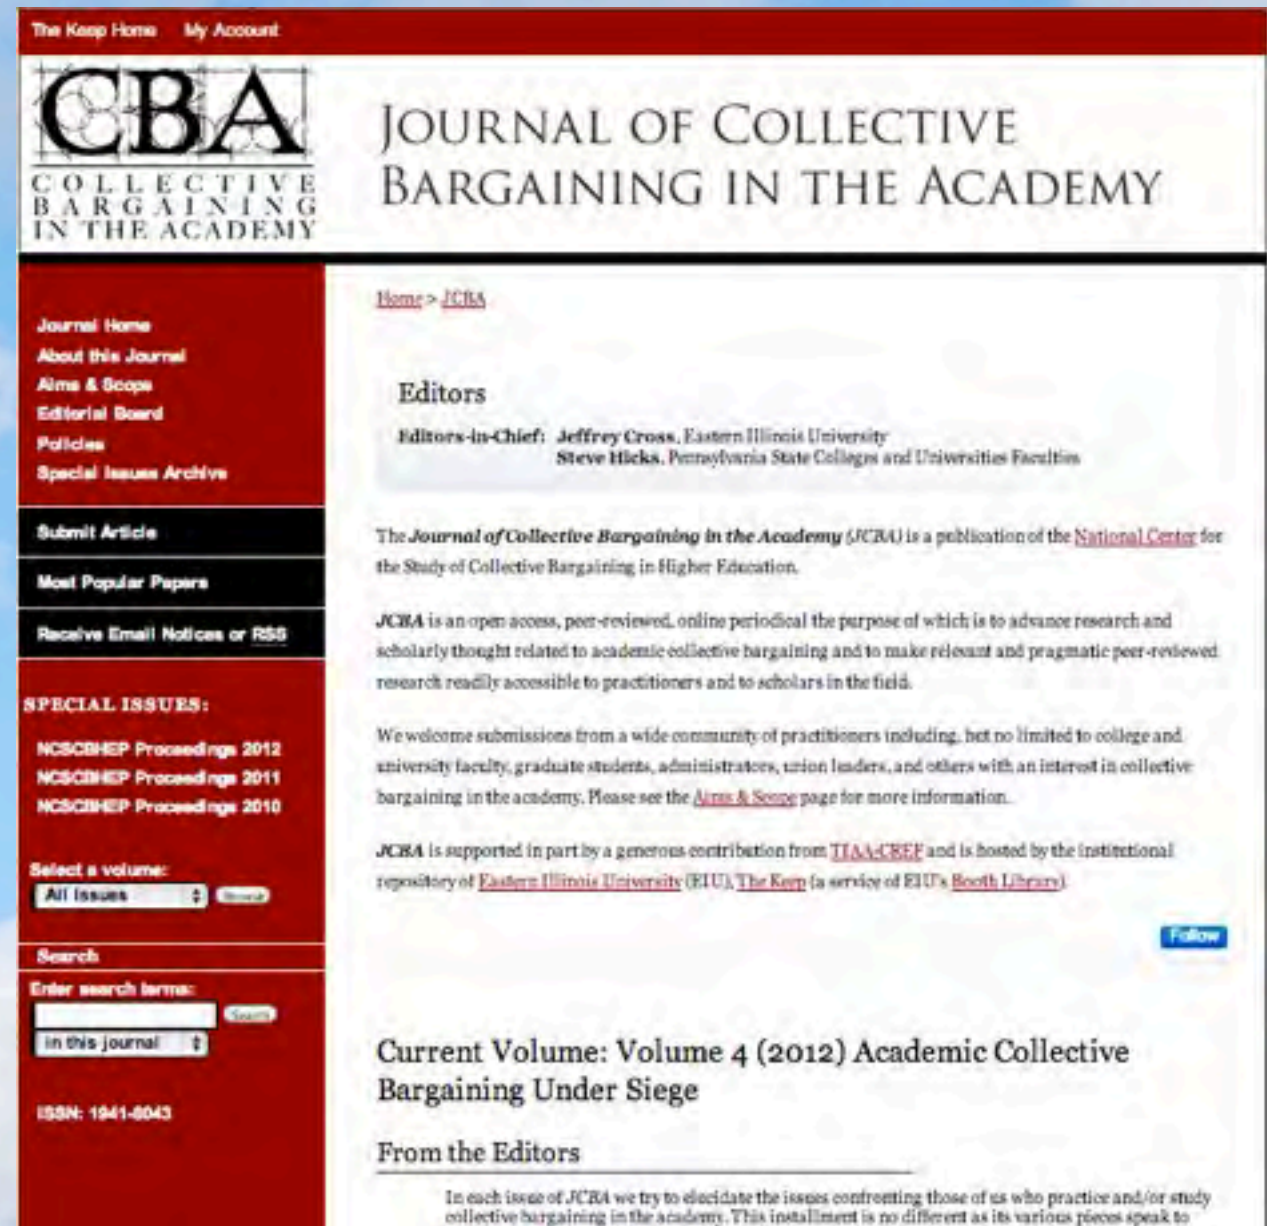 The Keep Home My Account
CBA
COLLECTIVE
BARGAINING
IN THE ACADEMY
JOURNAL OF COLLECTIVE
BARGAINING IN THE ACADEMY
Journal Home
About this Journal
Aims & Scope
Editorial Board
Policies
Special Issues Archive
Submit Article
Most Popular Papers
Receive Email Notices or RSS
SPECIAL ISSUES:
NCSCBHEP Proceedings 2012
NCSCBHEP Proceedings 2011
NCSCBHEP Proceedings 2010
Select a volume:
All Issues Browse
Search
Enter search terms:
Search
in this journal
ISSN: 1941-8043
Home > JCBA
Editors
Editors-in-Chief: Jeffrey Cross, Eastern Illinois University
Steve Hicks, Pennsylvania State Colleges and Universities Faculties
The Journal of Collective Bargaining in the Academy (JCBA) is a publication of the National Center for
the Study of Collective Bargaining in Higher Education.
JCBA is an open access, peer-reviewed, online periodical the purpose of which is to advance research and
scholarly thought related to academic collective bargaining and to make relevant and pragmatic peer-reviewed
research readily accessible to practitioners and to scholars in the field.
We welcome submissions from a wide community of practitioners including, but no limited to college and
university faculty, graduate students, administrators, union leaders, and others with an interest in collective
bargaining in the academy. Please see the Aims & Scope page for more information.
JCBA is supported in part by a generous contribution from TIAA-CREF and is hosted by the institutional
repository of Eastern Illinois University (EIU), The Keep (a service of EIU's Booth Library).
Follow
Current Volume: Volume 4 (2012) Academic Collective
Bargaining Under Siege
From the Editors
In each issue of JCBA we try to elucidate the issues confronting those of us who practice and/or study
collective bargaining in the academy. This installment is no different as its various pieces speak to